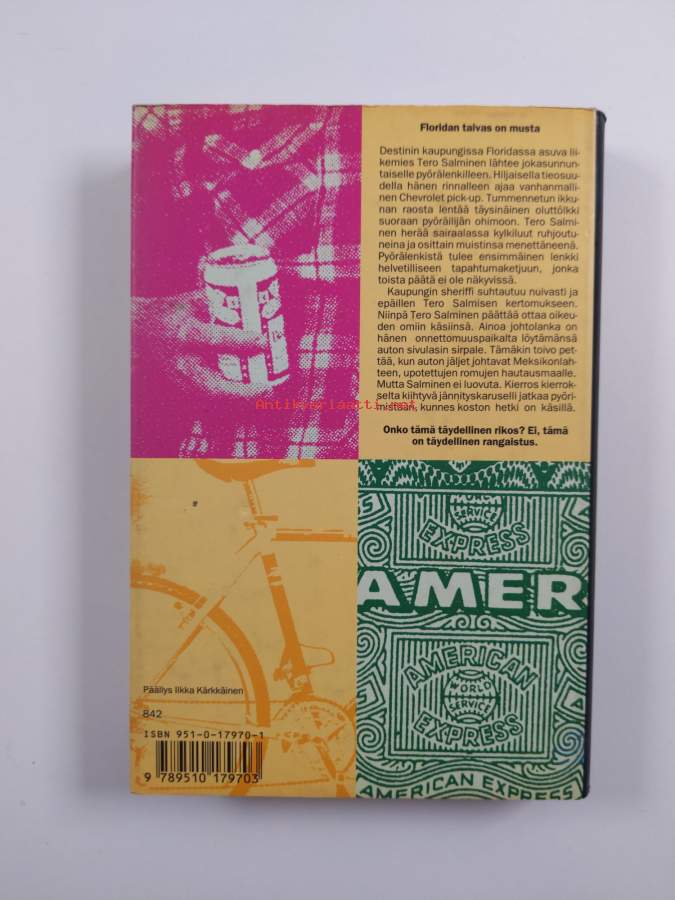 Floridan taivas on musta
Destinin kaupungissa Floridassa asuva lii-
kemies Tero Salminen lähtee jokasunnun-
taiselle pyörälenkilleen. Hiljaisella tieosuu-
della hänen rinnalleen ajaa vanhanmalli-
nen Chevrolet pick-up. Tummennetun ikku-
nan raosta lentää täysinäinen oluttölkki
suoraan pyöräilijän ohimoon. Tero Salmi-
nen herää sairaalassa kylkiluut ruhjoutu-
neina ja osittain muistinsa menettäneenä.
Pyörälenkistä tulee ensimmäinen lenkki
helvetilliseen tapahtumaketjuun, jonka
toista päätä ei ole näkyvissä.
Kaupungin sheriffi suhtautuu nuivasti ja
epäillen Tero Salmisen kertomukseen.
Niinpä Tero Salminen päättää ottaa oikeu-
den omiin käsiinsä. Ainoa johtolanka on
hänen onnettomuuspaikalta löytämänsä
auton sivulasin sirpale. Tämäkin toivo pet-
tää, kun auton jäljet johtavat Meksikonlah-
teen, upotettujen romujen hautausmaalle.
Mutta Salminen ei luovuta. Kierros kierrok-
selta kiihtyvä jännityskaruselli jatkaa pyöri-
mistään, kunnes koston hetki on käsillä.
Antikvariaatti.net
Onko tämä täydellinen rikos? Ei, tämä
on täydellinen rangaistus.
WORLD
SERVICE
EXPRESS
AMER
AMERICAN
WORLD
SERVICE
EXPRESS
AMERICAN EXPRESS
Päällys Ilkka Kärkkäinen
842
ISBN 951-0-17970-1
9 789510 179703